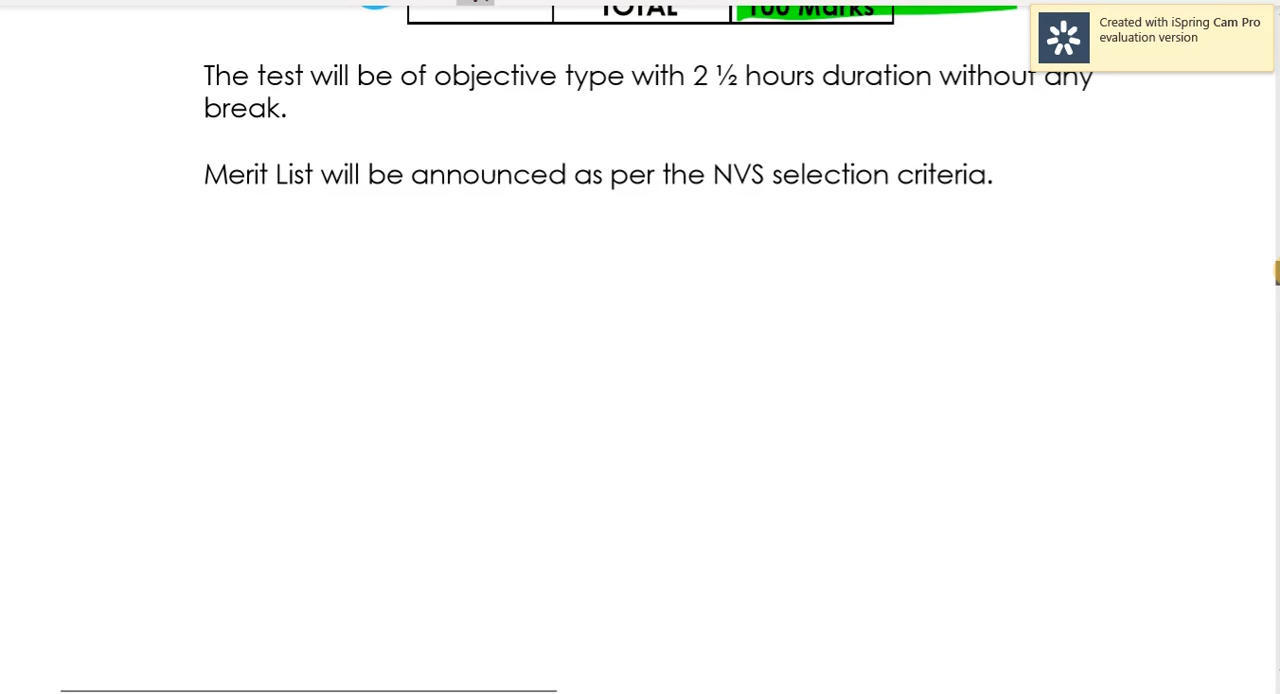 TOTAL 100 Marks
Created with iSpring Cam Pro
evaluation version
The test will be of objective type with 2 ½ hours duration without any
break.
Merit List will be announced as per the NVS selection criteria.